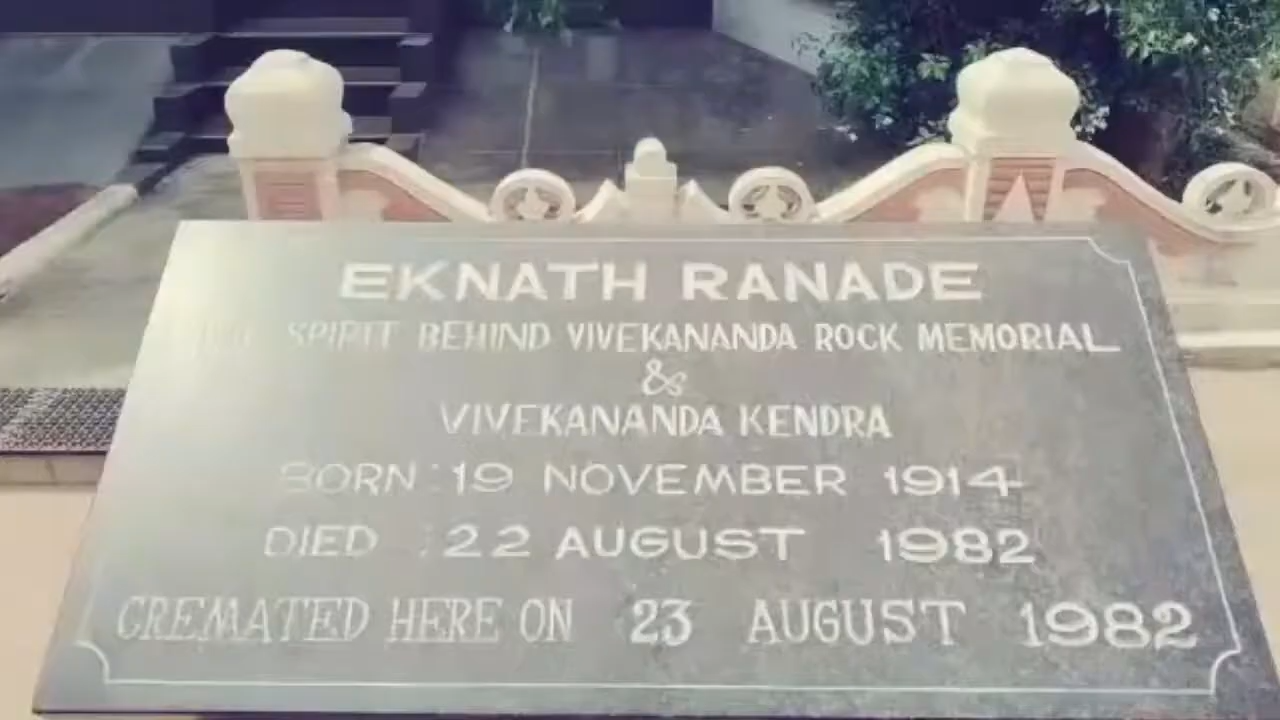 EKNATH RANADE
THE SPIRIT BEHIND VIVEKANANDA ROCK MEMORIAL
&
VIVEKANANDA KENDRA
BORN : 19 NOVEMBER 1914
DIED : 22 AUGUST 1982
CREMATED HERE ON 23 AUGUST 1982